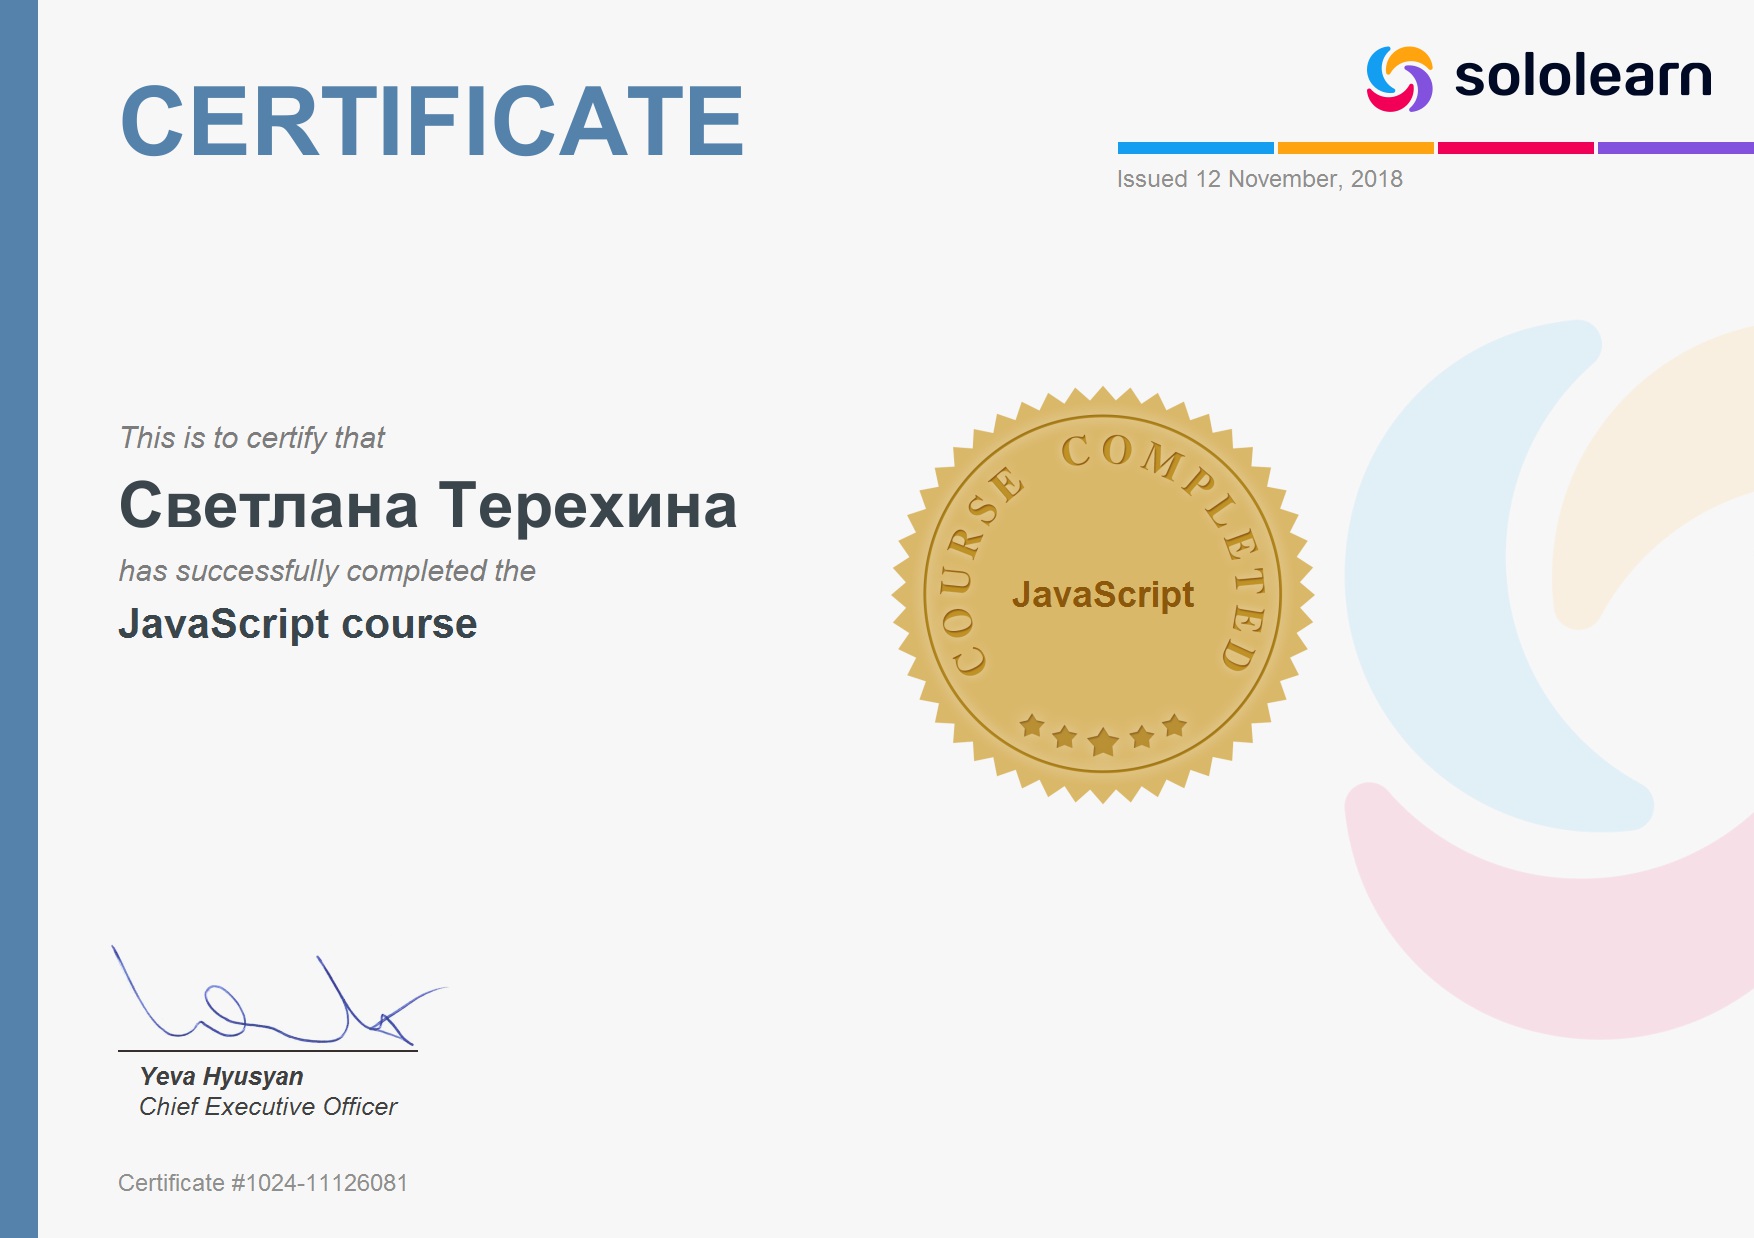 CERTIFICATE
sololearn
Issued 12 November, 2018
This is to certify that
Светлана Терехина
has successfully completed the
JavaScript course
COURSE COMPLETED
JavaScript
Yeva Hyusyan
Chief Executive Officer
Certificate #1024-11126081